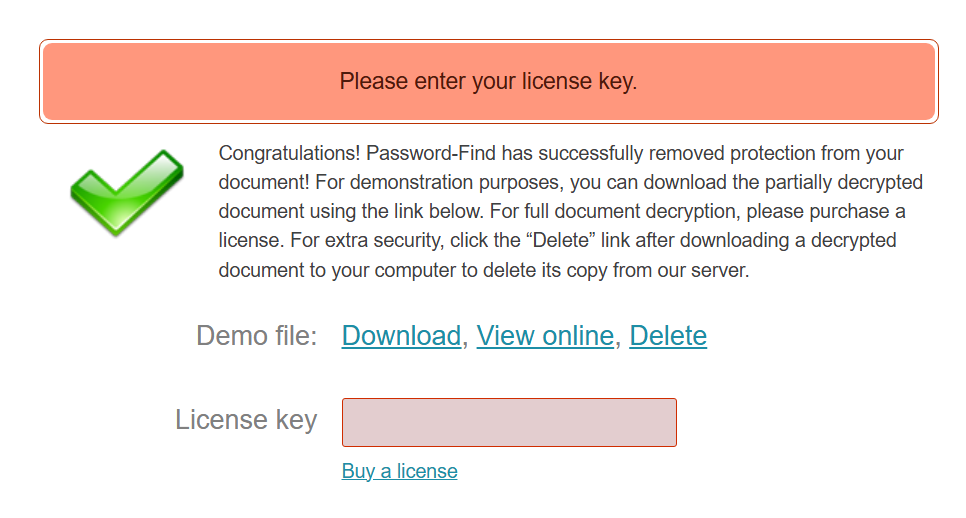 Please enter your license key.
Congratulations! Password-Find has successfully removed protection from your
document! For demonstration purposes, you can download the partially decrypted
document using the link below. For full document decryption, please purchase a
license. For extra security, click the “Delete” link after downloading a decrypted
document to your computer to delete its copy from our server.
Demo file: Download, View online, Delete
License key
Buy a license